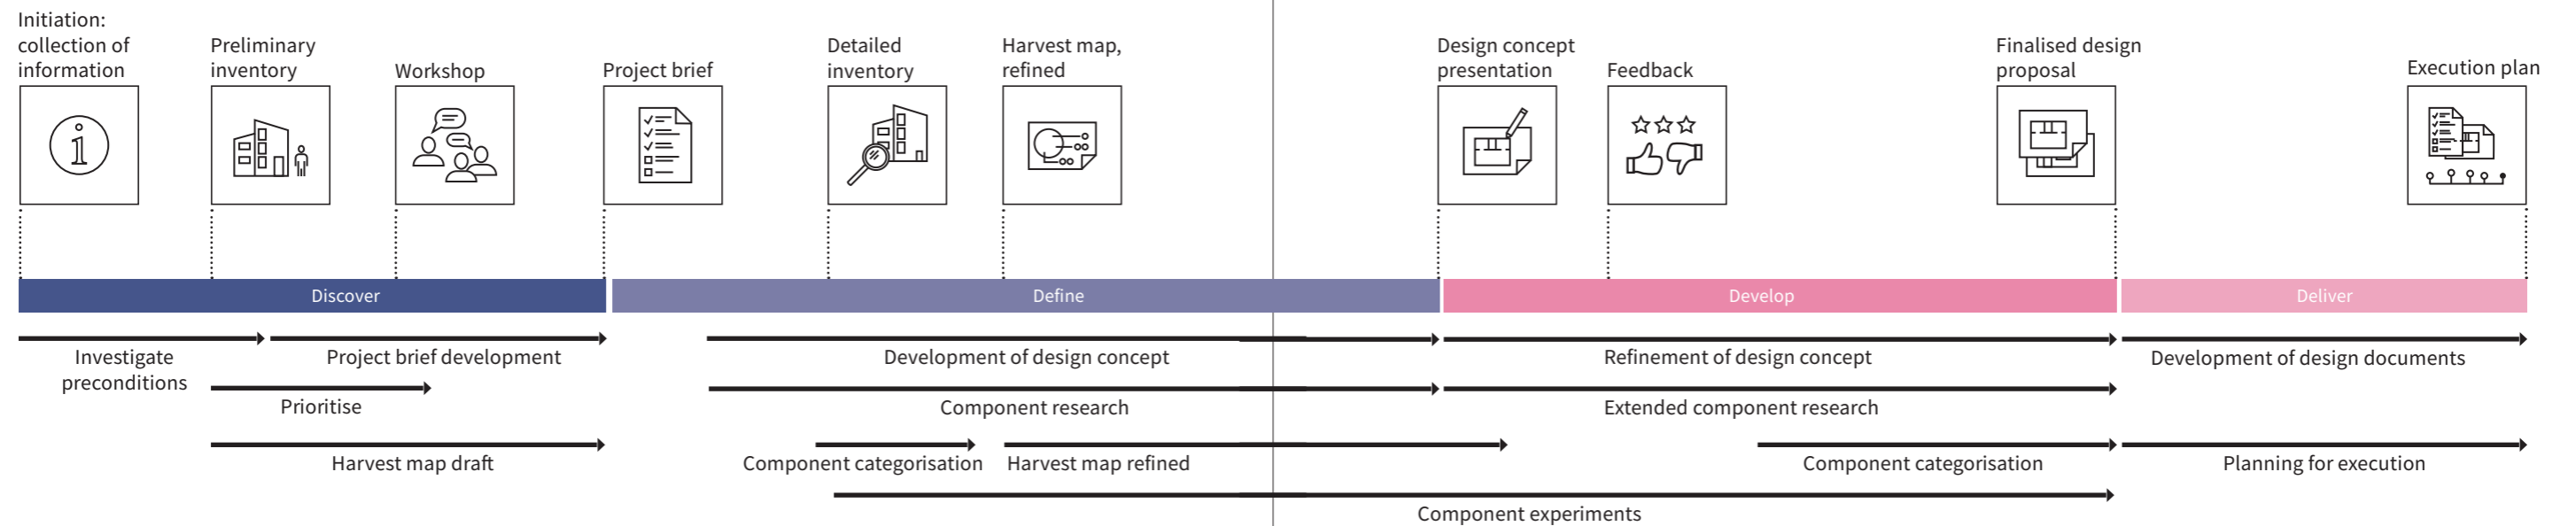 Initiation:
collection of
information
Preliminary
inventory
Workshop
Project brief
Detailed
inventory
Harvest map,
refined
Design concept
presentation
Feedback
Finalised design
proposal
Execution plan
Discover
Define
Develop
Deliver
Investigate
preconditions
Project brief development
Development of design concept
Refinement of design concept
Development of design documents
Prioritise
Component research
Extended component research
Harvest map draft
Component categorisation
Harvest map refined
Component categorisation
Planning for execution
Component experiments